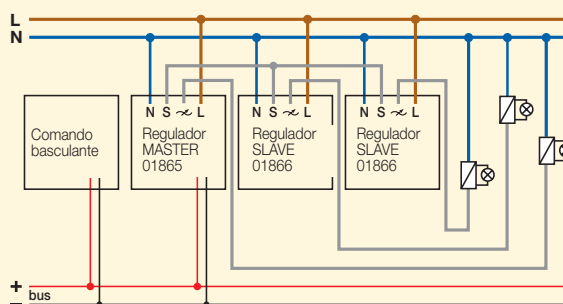 L
N
N S L
N S L
N S L
Comando
basculante
Regulador
MASTER
01865
Regulador
SLAVE
01866
Regulador
SLAVE
01866
+
bus
–